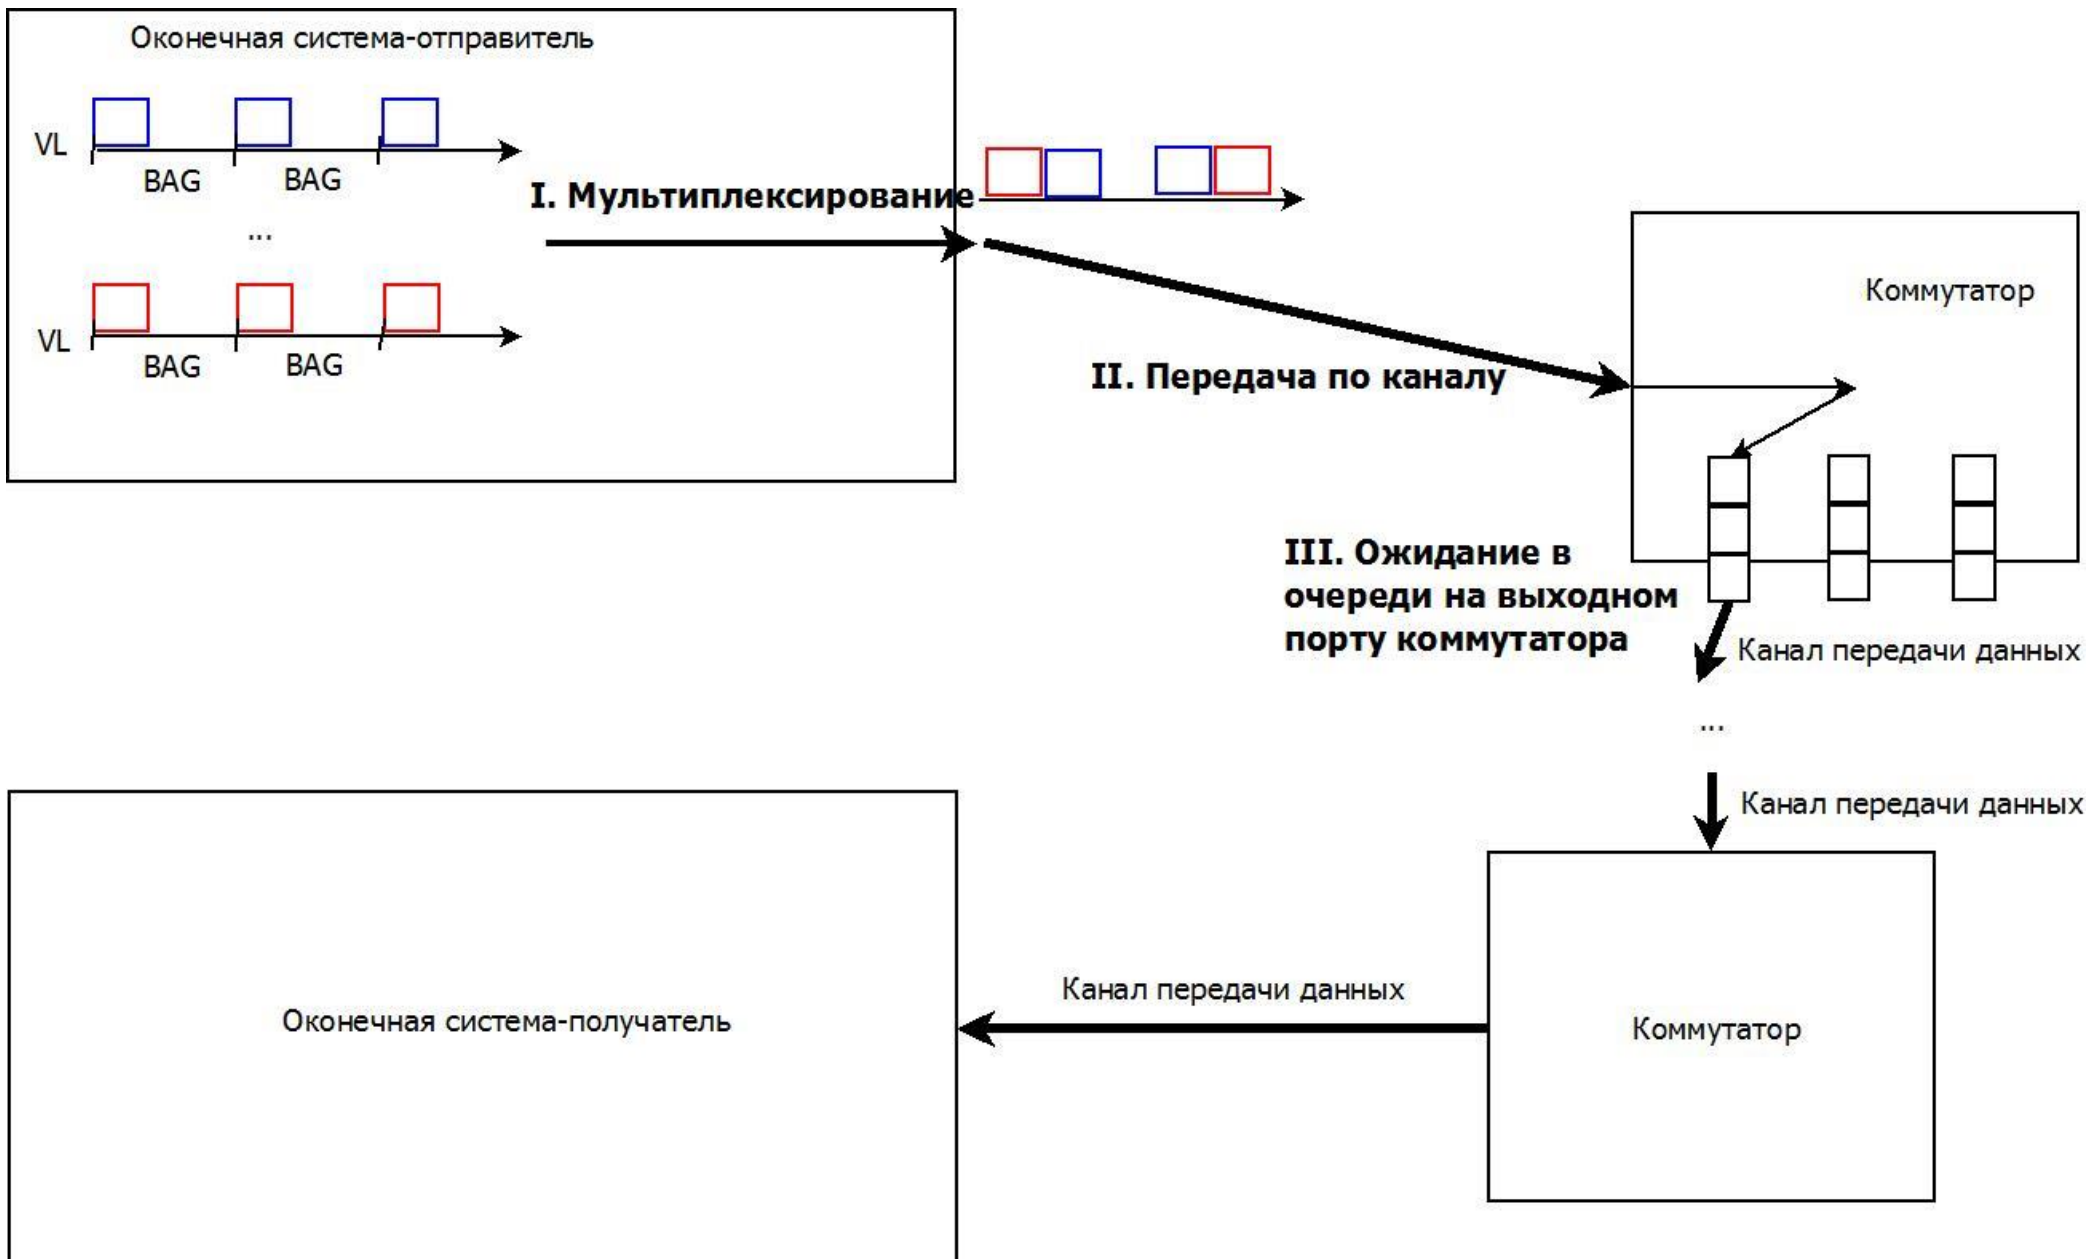 Оконечная система-отправитель
VL
BAG
BAG
I. Мультиплексирование
...
VL
BAG
BAG
Коммутатор
II. Передача по каналу
III. Ожидание в
очереди на выходном
порту коммутатора
Канал передачи данных
...
Канал передачи данных
Канал передачи данных
Оконечная система-получатель
Коммутатор